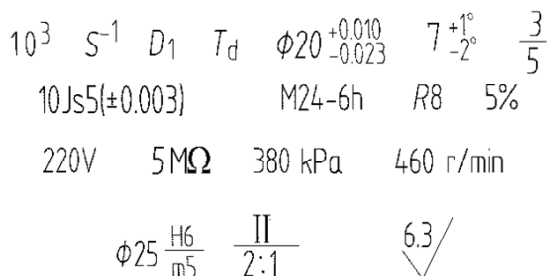 10³ S⁻¹ D₁ T_d ϕ20 +0.010 −0.023 7 +1° −2° 3/5
10Js5(±0.003) M24-6h R8 5%
220V 5MΩ 380 kPa 460 r/min
ϕ25 H6/m5 II/2:1 6.3